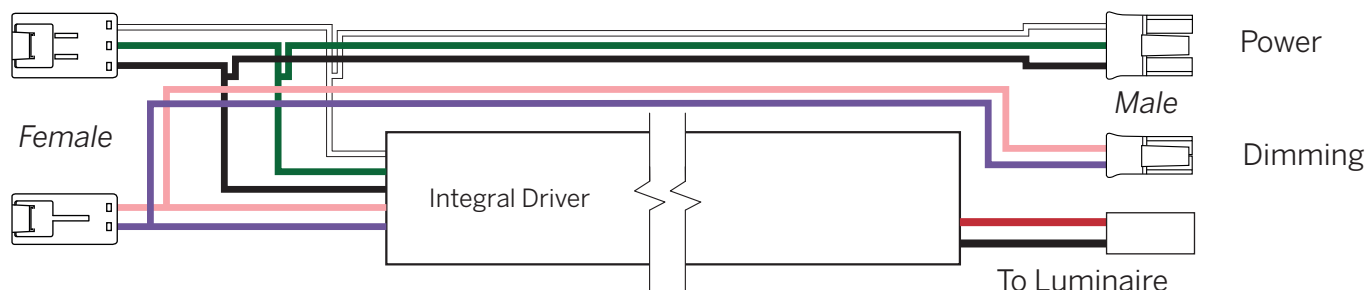 Power
Male
Female
Dimming
Integral Driver
To Luminaire